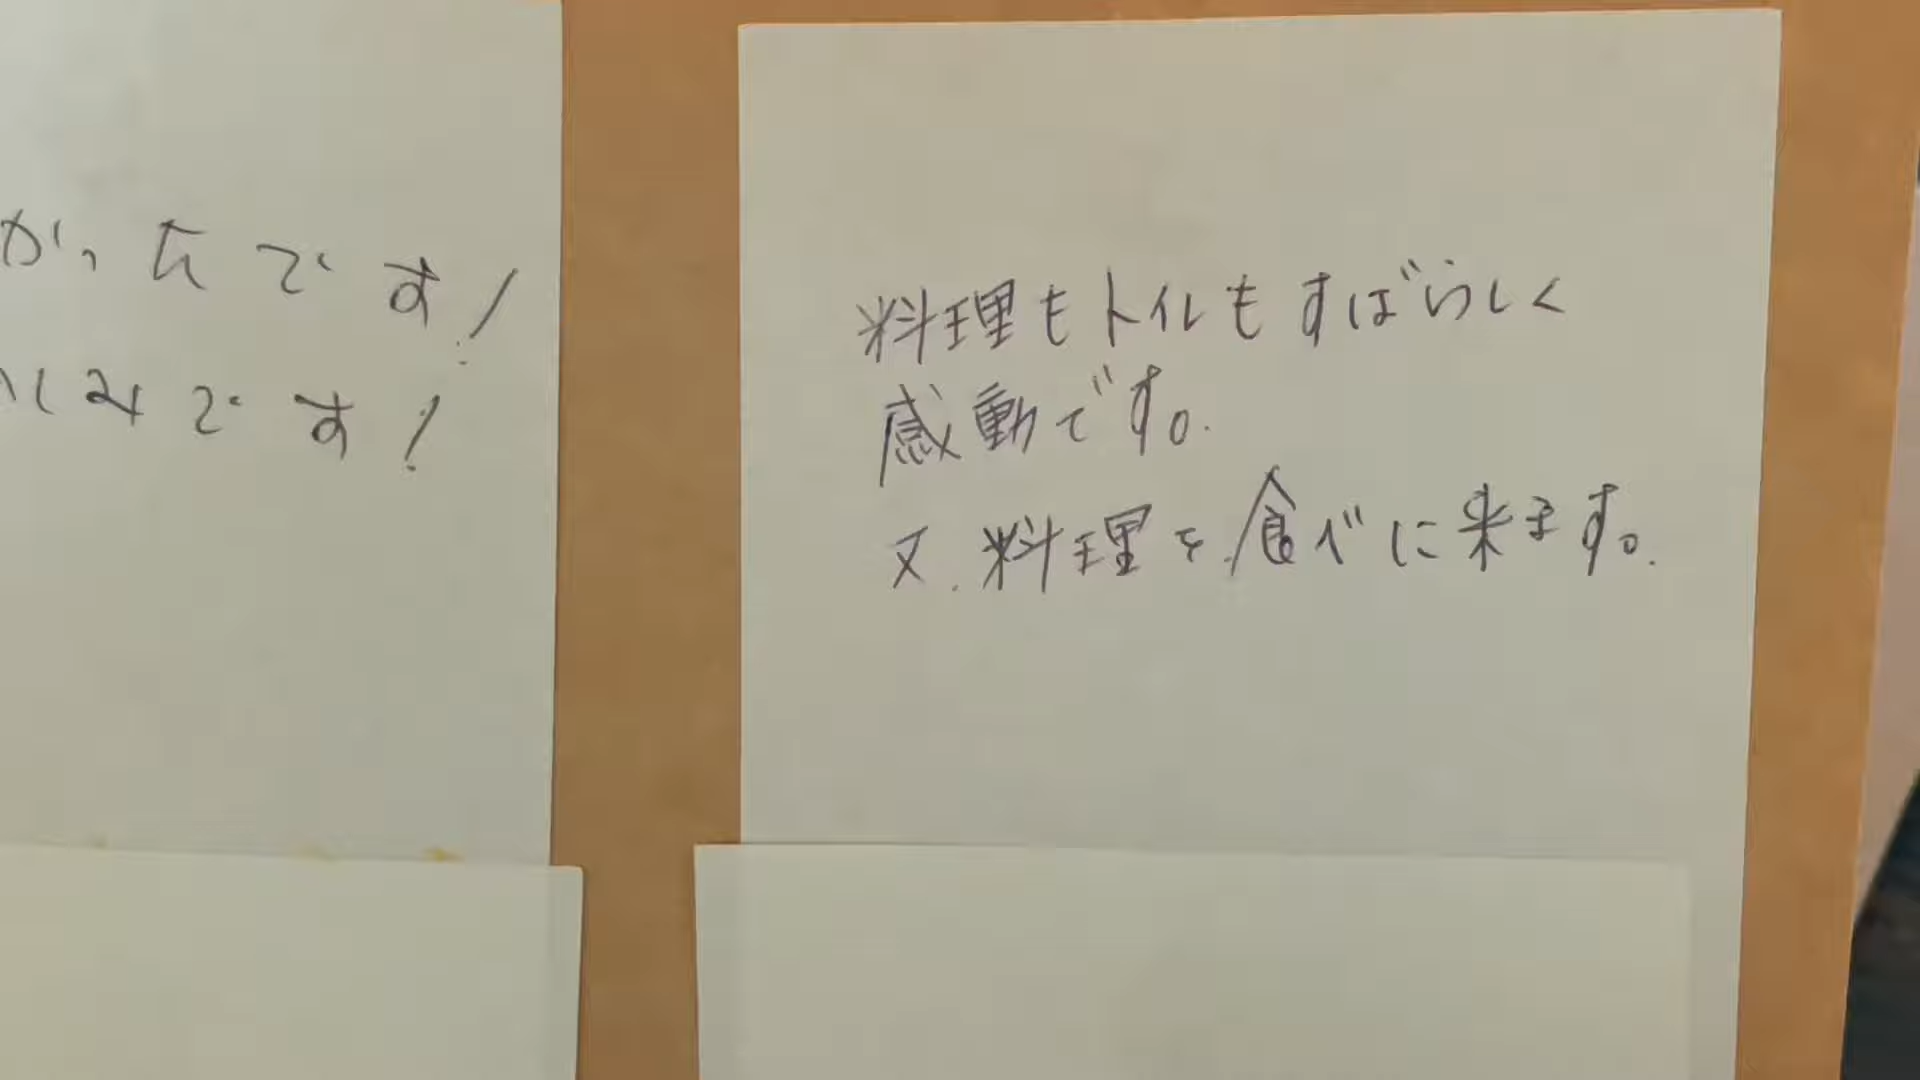 かったです!
しみです!
料理もトイレもすばらしく
感動です。
又、料理を食べに来ます。